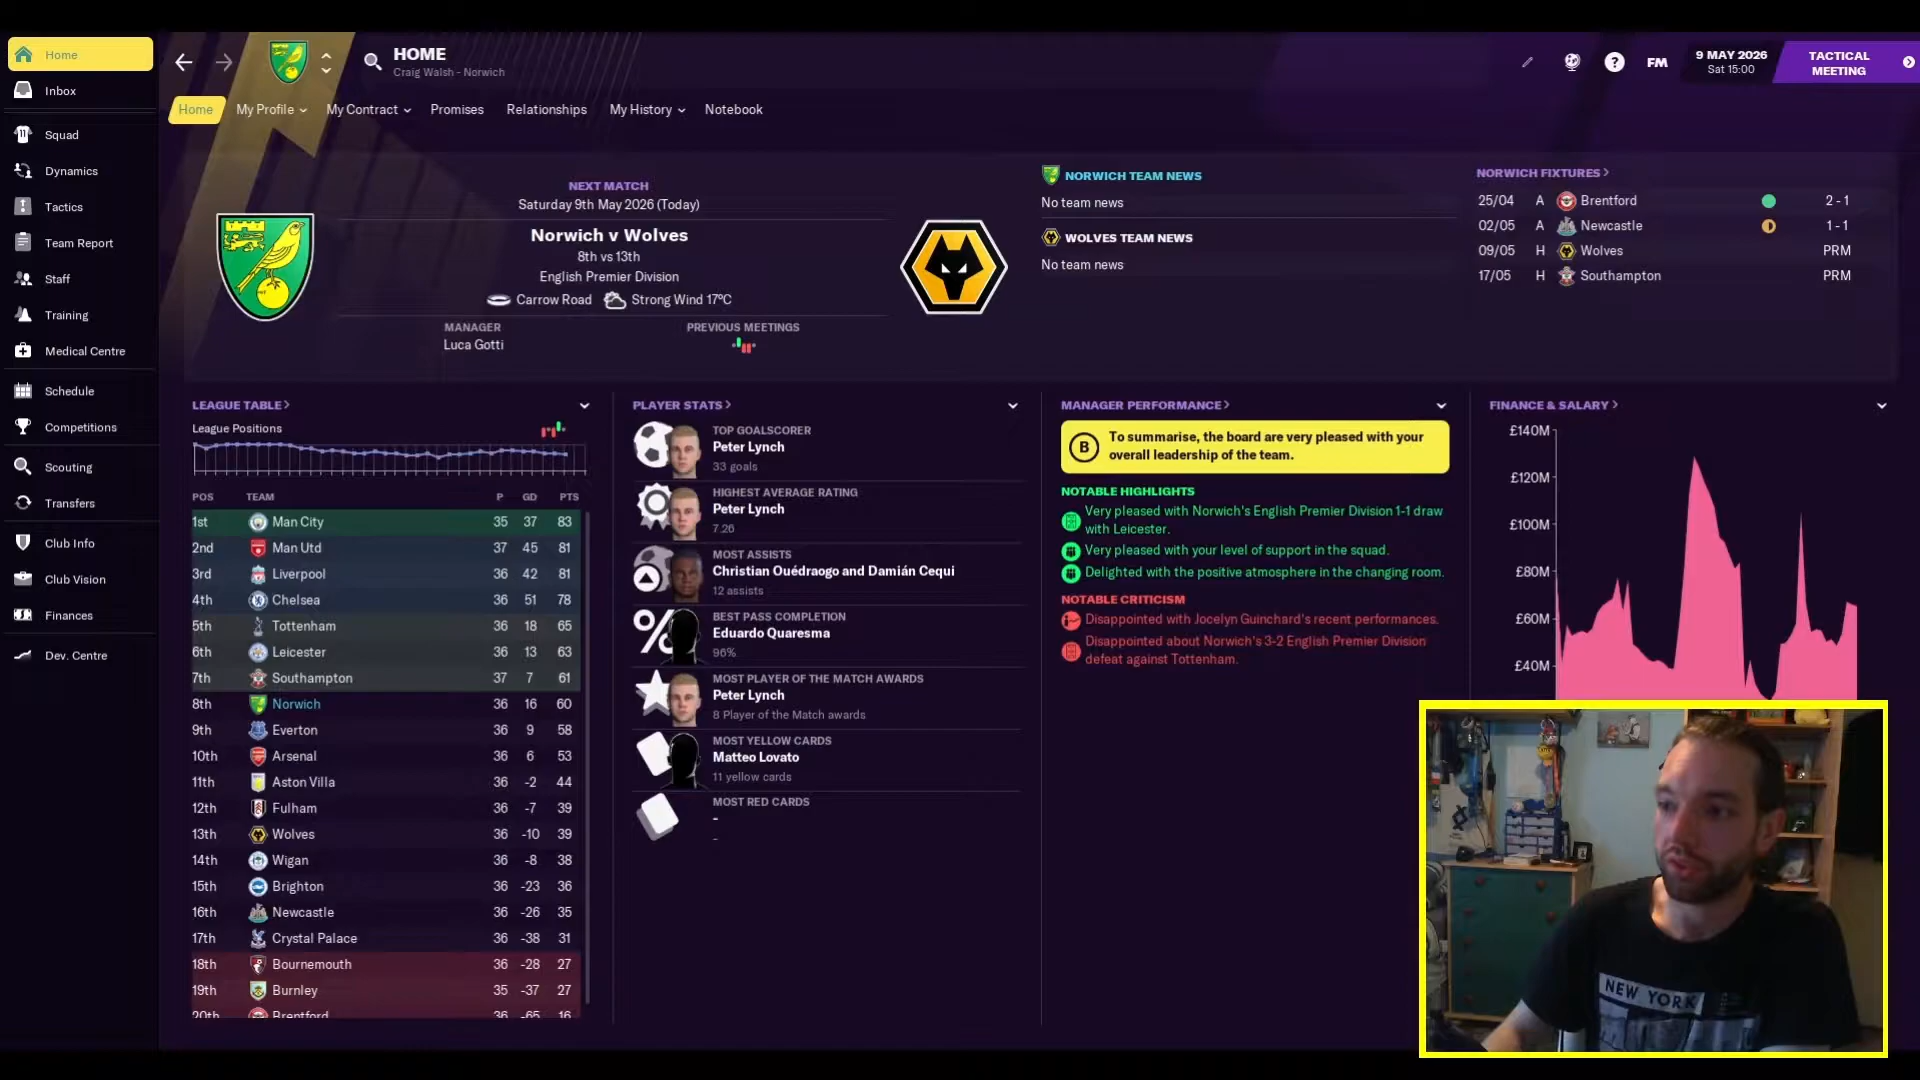 Home
Inbox
Squad
Dynamics
Tactics
Team Report
Staff
Training
Medical Centre
Schedule
Competitions
Scouting
Transfers
Club Info
Club Vision
Finances
Dev. Centre
HOME
Craig Walsh - Norwich
FM
9 MAY 2026
Sat 15:00
TACTICAL
MEETING
Home
My Profile
My Contract
Promises
Relationships
My History
Notebook
NEXT MATCH
Saturday 9th May 2026 (Today)
Norwich v Wolves
8th vs 13th
English Premier Division
Carrow Road
Strong Wind 17°C
MANAGER
Luca Gotti
PREVIOUS MEETINGS
NORWICH TEAM NEWS
No team news
WOLVES TEAM NEWS
No team news
NORWICH FIXTURES
25/04 A Brentford 2 - 1
02/05 A Newcastle 1 - 1
09/05 H Wolves PRM
17/05 H Southampton PRM
LEAGUE TABLE
League Positions
POS TEAM P GD PTS
1st Man City 35 37 83
2nd Man Utd 37 45 81
3rd Liverpool 36 42 81
4th Chelsea 36 51 78
5th Tottenham 36 18 65
6th Leicester 36 13 63
7th Southampton 37 7 61
8th Norwich 36 16 60
9th Everton 36 9 58
10th Arsenal 36 6 53
11th Aston Villa 36 -2 44
12th Fulham 36 -7 39
13th Wolves 36 -10 39
14th Wigan 36 -8 38
15th Brighton 36 -23 36
16th Newcastle 36 -26 35
17th Crystal Palace 36 -38 31
18th Bournemouth 36 -28 27
19th Burnley 35 -37 27
20th Brentford 36 -65 16
PLAYER STATS
TOP GOALSCORER
Peter Lynch
33 goals
HIGHEST AVERAGE RATING
Peter Lynch
7.26
MOST ASSISTS
Christian Ouédraogo and Damián Cequi
12 assists
BEST PASS COMPLETION
Eduardo Quaresma
96%
MOST PLAYER OF THE MATCH AWARDS
Peter Lynch
8 Player of the Match awards
MOST YELLOW CARDS
Matteo Lovato
11 yellow cards
MOST RED CARDS
-
-
MANAGER PERFORMANCE
B
To summarise, the board are very pleased with your
overall leadership of the team.
NOTABLE HIGHLIGHTS
Very pleased with Norwich's English Premier Division 1-1 draw
with Leicester.
Very pleased with your level of support in the squad.
Delighted with the positive atmosphere in the changing room.
NOTABLE CRITICISM
Disappointed with Jocelyn Guinchard's recent performances.
Disappointed about Norwich's 3-2 English Premier Division
defeat against Tottenham.
FINANCE & SALARY
£140M
£120M
£100M
£80M
£60M
£40M
NEW YORK